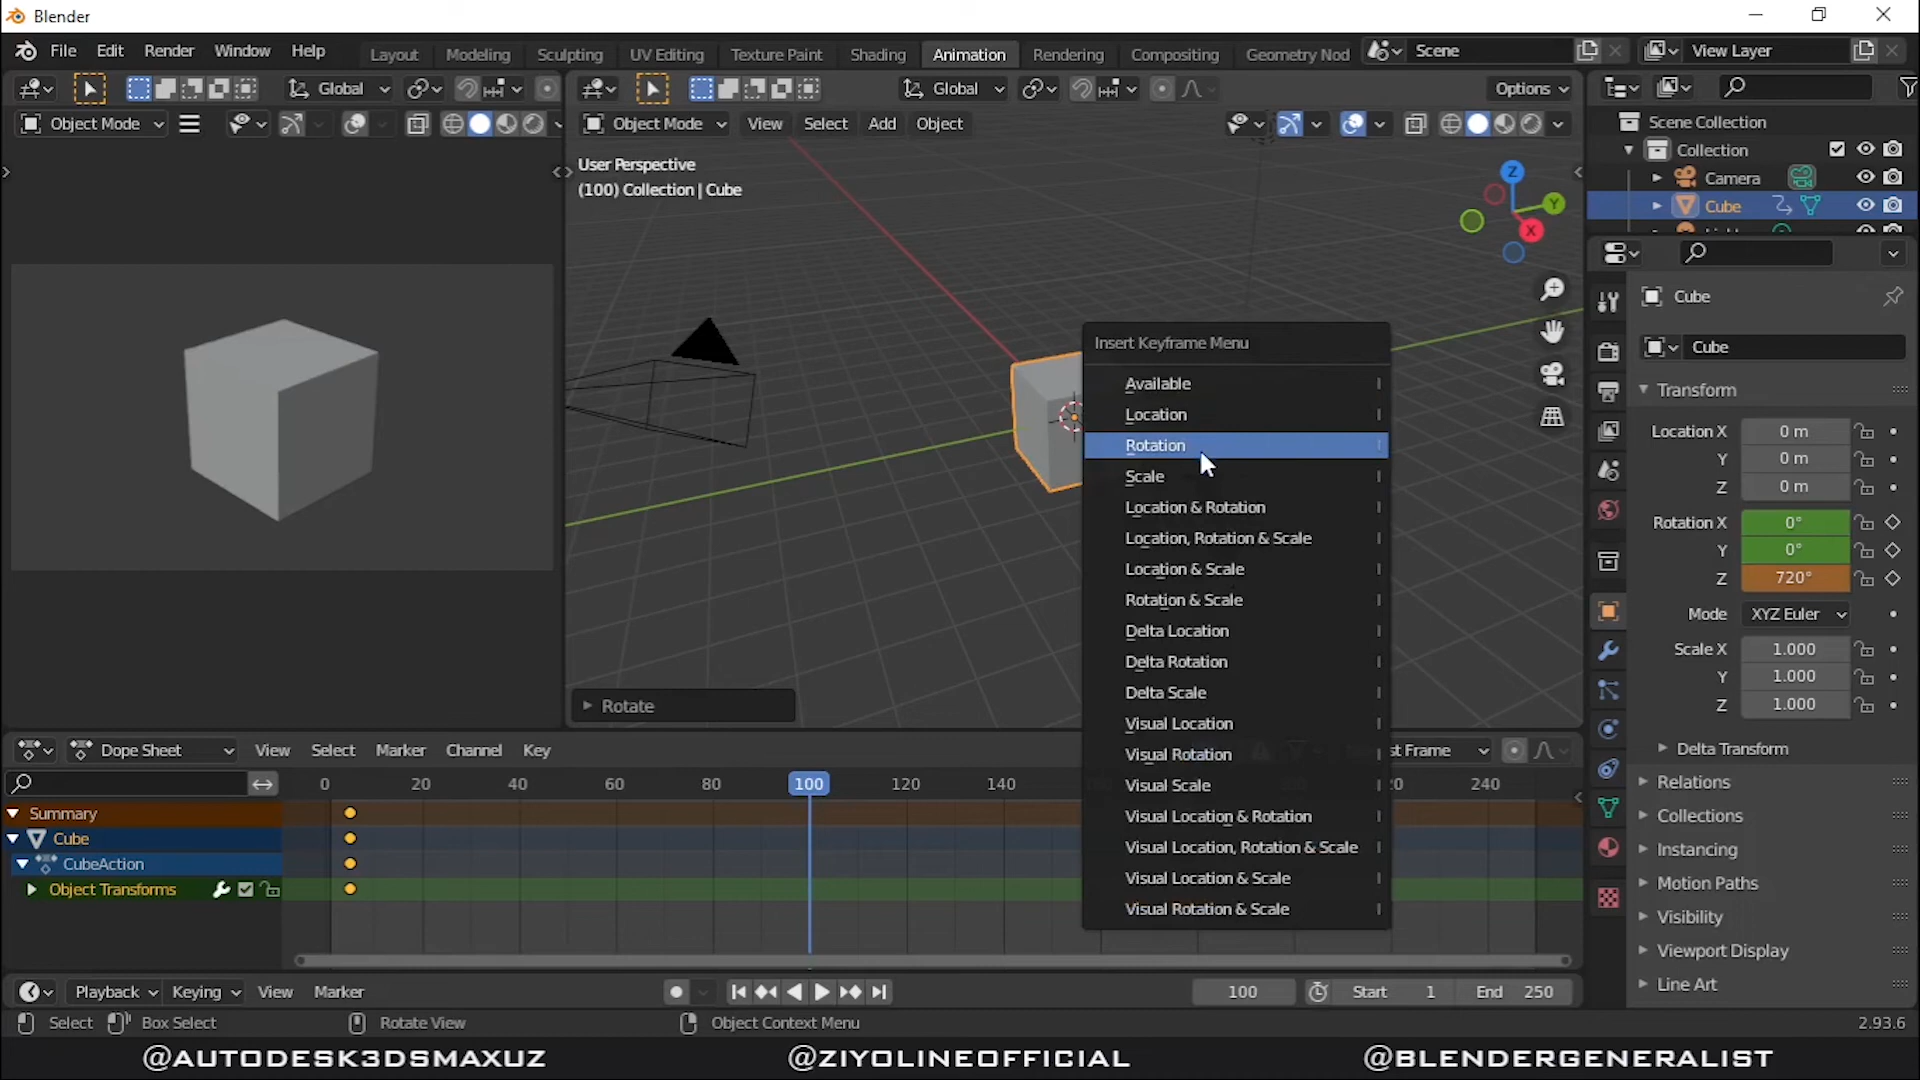 Blender
File Edit Render Window Help Layout Modeling Sculpting UV Editing Texture Paint Shading Animation Rendering Compositing Geometry Nod Scene View Layer
Global Global Options
Object Mode Object Mode View Select Add Object
Scene Collection
Collection
Camera
Cube
User Perspective
(100) Collection | Cube
Z
Y
X
Insert Keyframe Menu
Available I
Location I
Rotation I
Scale I
Location & Rotation I
Location, Rotation & Scale I
Location & Scale I
Rotation & Scale I
Delta Location I
Delta Rotation I
Delta Scale I
Visual Location I
Visual Rotation I
Visual Scale I
Visual Location & Rotation I
Visual Location, Rotation & Scale I
Visual Location & Scale I
Visual Rotation & Scale I
Rotate
Cube
Cube
Transform
Location X 0 m
Y 0 m
Z 0 m
Rotation X 0°
Y 0°
Z 720°
Mode XYZ Euler
Scale X 1.000
Y 1.000
Z 1.000
Delta Transform
Relations
Collections
Instancing
Motion Paths
Visibility
Viewport Display
Line Art
Dope Sheet View Select Marker Channel Key st Frame
0 20 40 60 80 100 120 140 20 240
Summary
Cube
CubeAction
Object Transforms
Playback Keying View Marker 100 Start 1 End 250
Select Box Select Rotate View Object Context Menu 2.93.6
@AUTODESK3DSMAXUZ @ZIYOLINEOFFICIAL @BLENDERGENERALIST